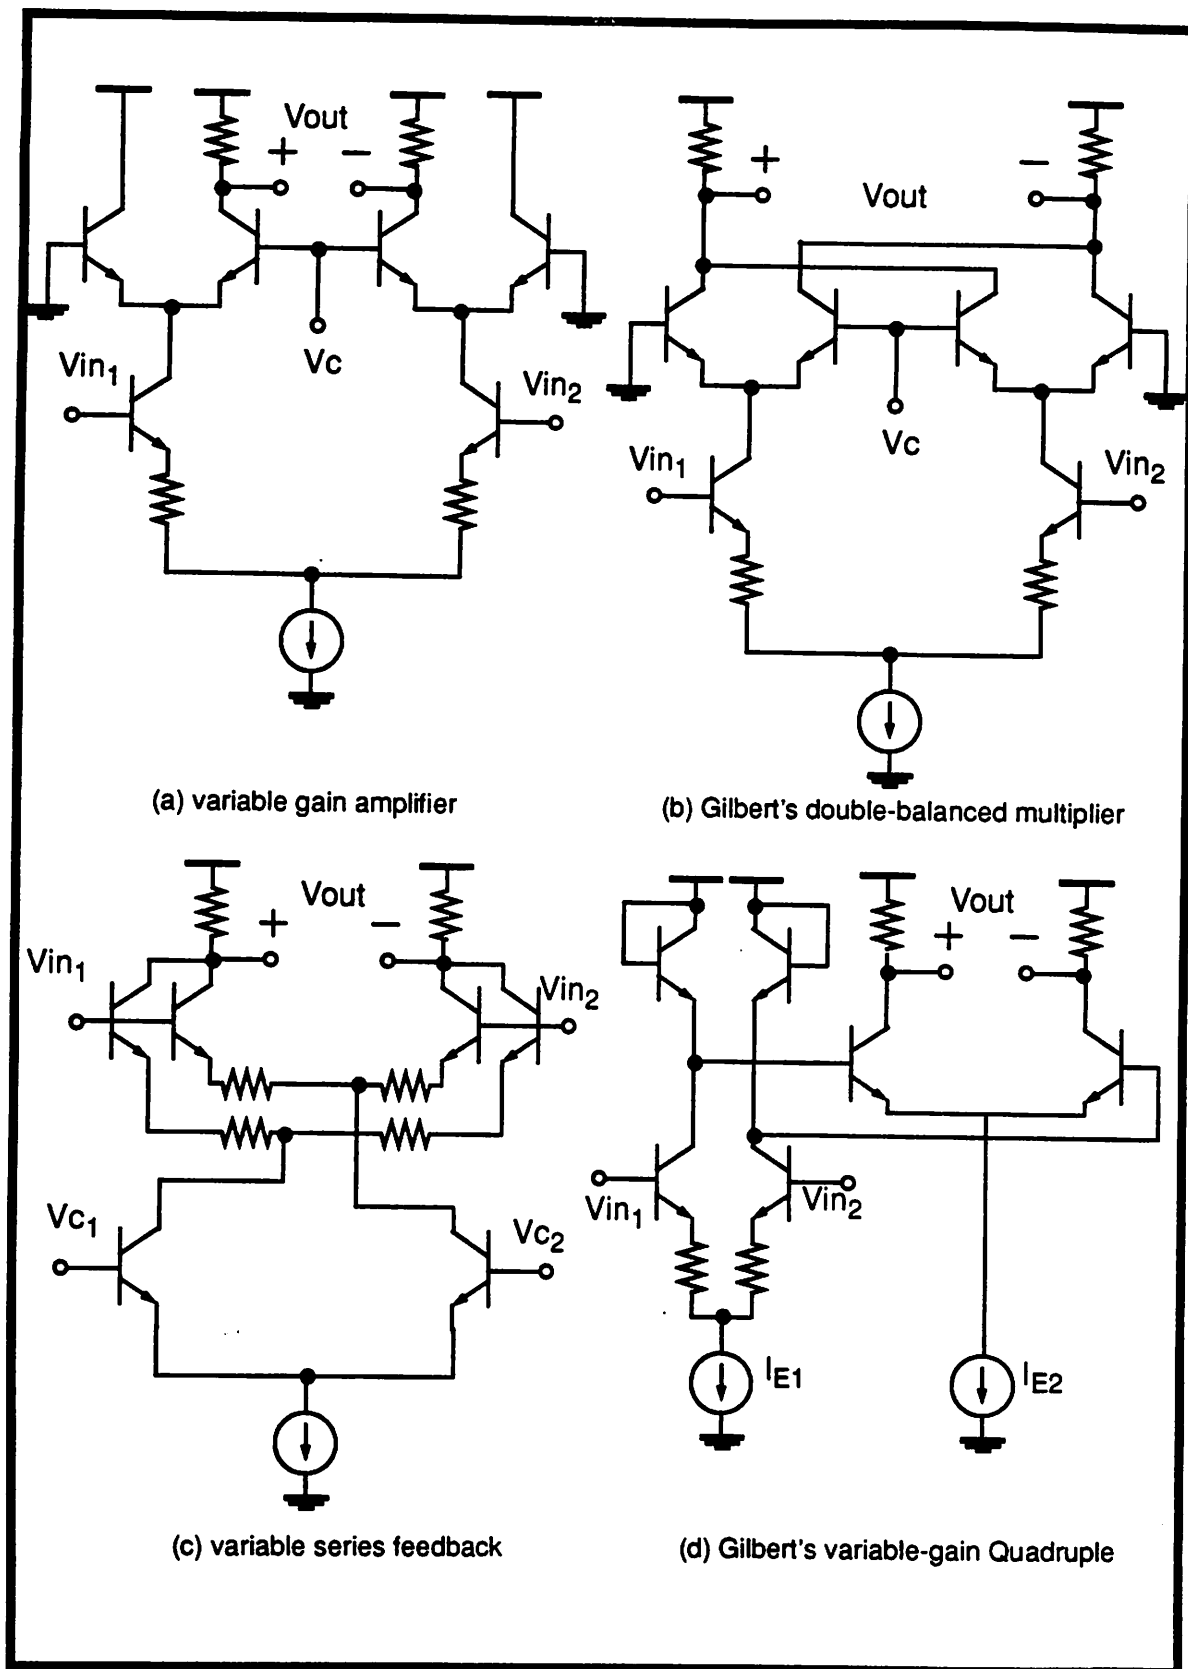 Vout
+ −
Vin1
Vc
Vin2
(a) variable gain amplifier
+ −
Vout
Vin1
Vc
Vin2
(b) Gilbert's double-balanced multiplier
Vout
+ −
Vin1
Vin2
Vc1
Vc2
(c) variable series feedback
Vout
+ −
Vin1
Vin2
IE1
IE2
(d) Gilbert's variable-gain Quadruple